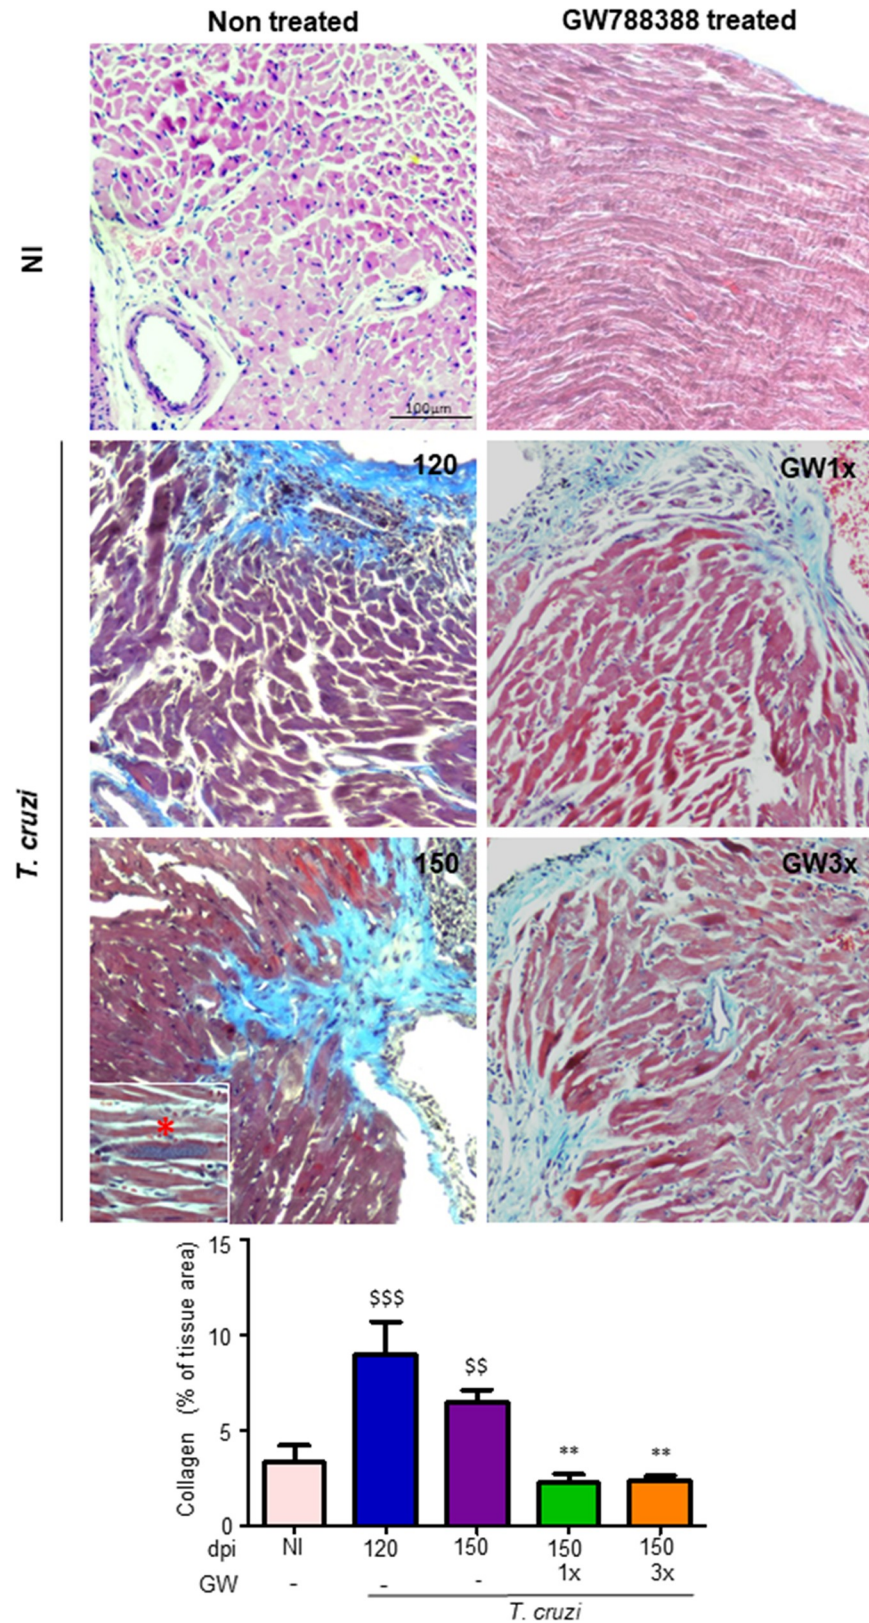 Non treated GW788388 treated
NI
100µm
T. cruzi
120 GW1x
150 GW3x
*
Collagen (% of tissue area)
15
10
5
0
$$$
$$
** **
dpi NI 120 150 150 150
1x 3x
GW - - -
T. cruzi